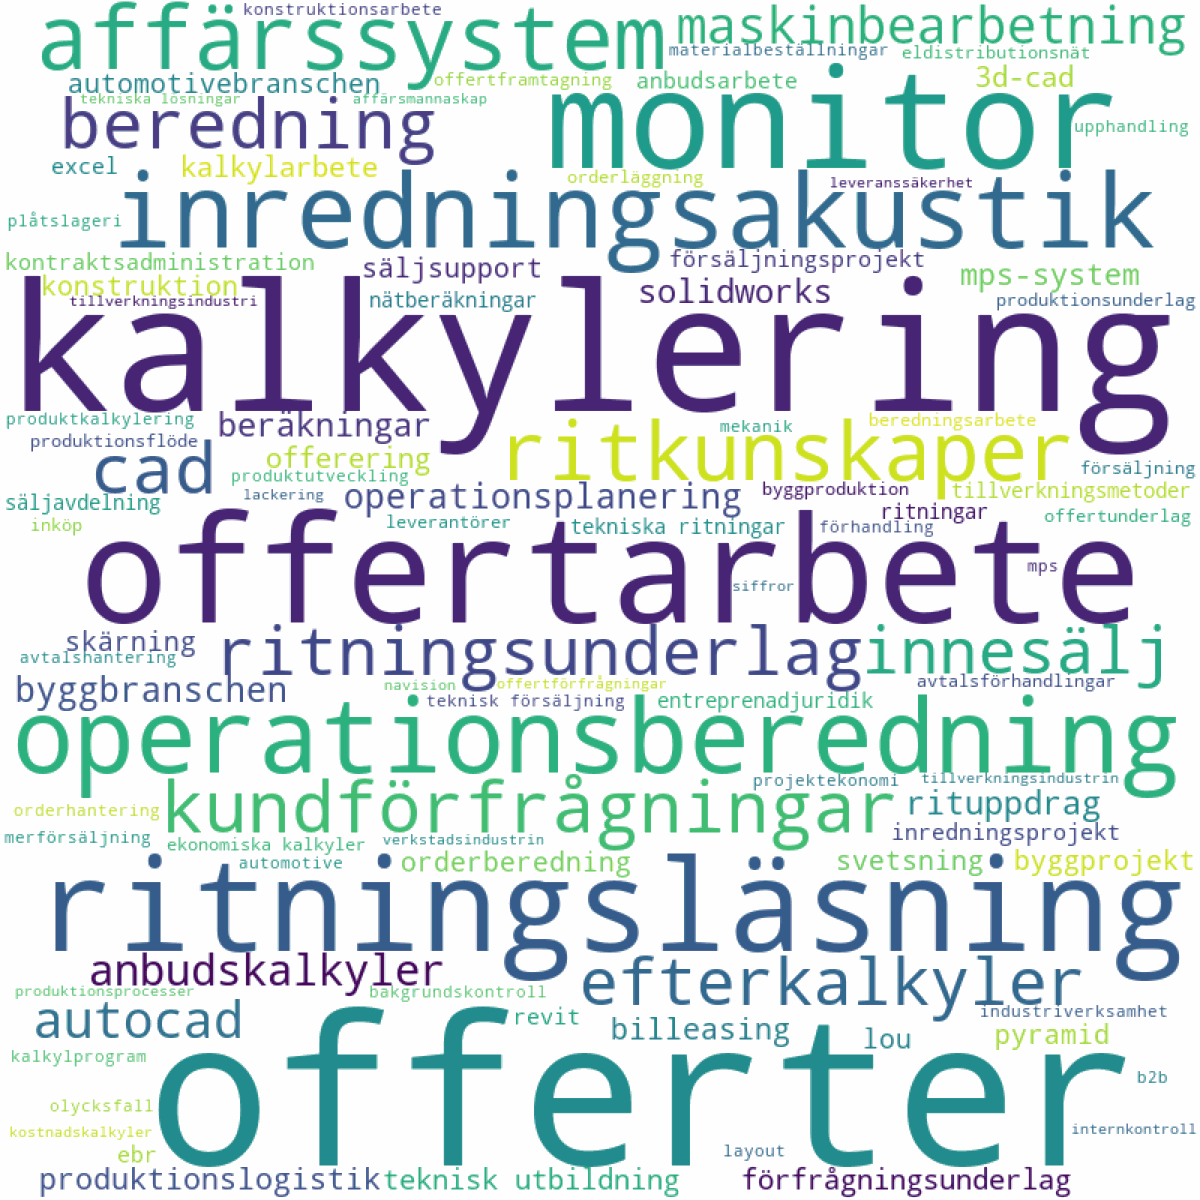 konstruktionsarbete
affärssystem
maskinbearbetning
materialbeställningar
eldistributionsnät
automotivebranschen
offertframtagning
anbudsarbete
3d-cad
tekniska lösningar
affärsmannaskap
monitor
beredning
upphandling
excel
kalkylarbete
orderläggning
leveranssäkerhet
inredningsakustik
plåtslageri
kontraktsadministration
säljsupport
försäljningsprojekt
mps-system
konstruktion
solidworks
tillverkningsindustri
nätberäkningar
produktionsunderlag
kalkylering
produktkalkylering
beräkningar
mekanik
beredningsarbete
produktionsflöde
ritkunskaper
cad
offerering
försäljning
produktutveckling
lackering
operationsplanering
byggproduktion
tillverkningsmetoder
säljavdelning
ritningar
inköp
leverantörer
tekniska ritningar
förhandling
offertunderlag
offertarbete
mps
siffror
skärning
ritningsunderlag
innesälj
avtalshantering
byggbranschen
navision
offertförfrågningar
avtalsförhandlingar
teknisk försäljning
entreprenadjuridik
operationsberedning
projektekonomi
tillverkningsindustrin
kundförfrågningar
orderhantering
rituppdrag
merförsäljning
ekonomiska kalkyler
verkstadsindustrin
inredningsprojekt
automotive
orderberedning
svetsning
byggprojekt
ritningsläsning
anbudskalkyler
efterkalkyler
produktionsprocesser
bakgrundskontroll
autocad
revit
billeasing
lou
industriverksamhet
pyramid
kalkylprogram
offerter
b2b
olycksfall
kostnadskalkyler
internkontroll
ebr
layout
produktionslogistik
teknisk utbildning
förfrågningsunderlag